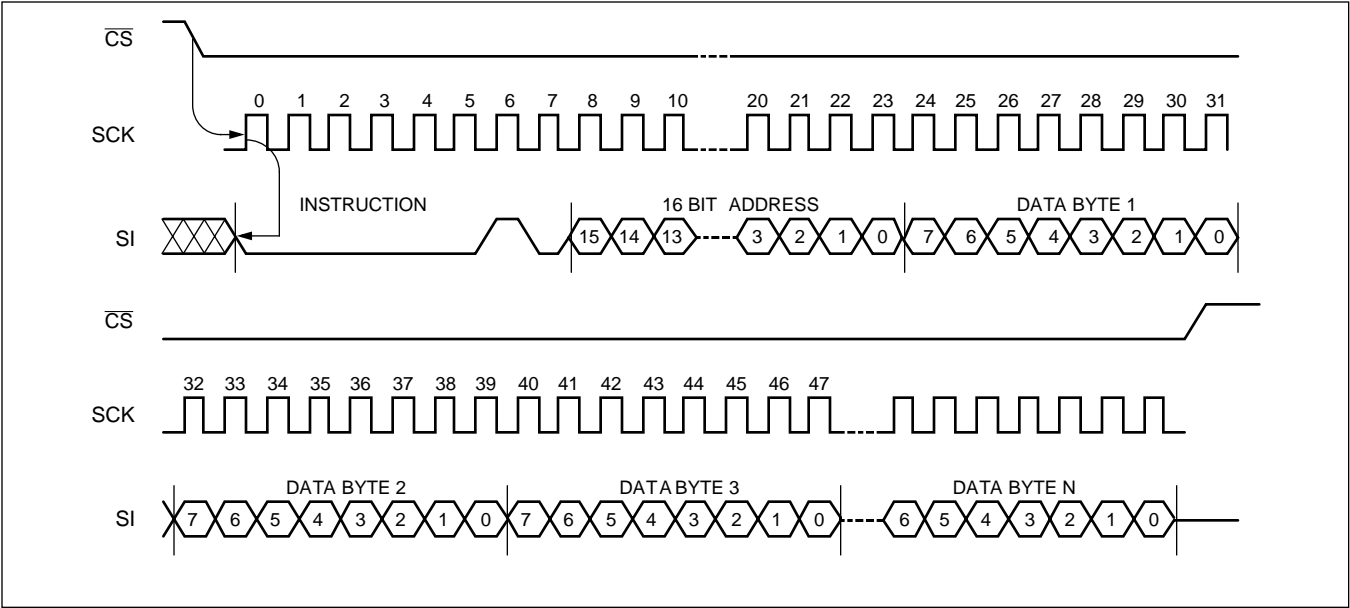 CS
0 1 2 3 4 5 6 7 8 9 10 20 21 22 23 24 25 26 27 28 29 30 31
SCK
INSTRUCTION 16 BIT ADDRESS DATA BYTE 1
SI 15 14 13 3 2 1 0 7 6 5 4 3 2 1 0
CS
32 33 34 35 36 37 38 39 40 41 42 43 44 45 46 47
SCK
DATA BYTE 2 DATA BYTE 3 DATA BYTE N
SI 7 6 5 4 3 2 1 0 7 6 5 4 3 2 1 0 6 5 4 3 2 1 0